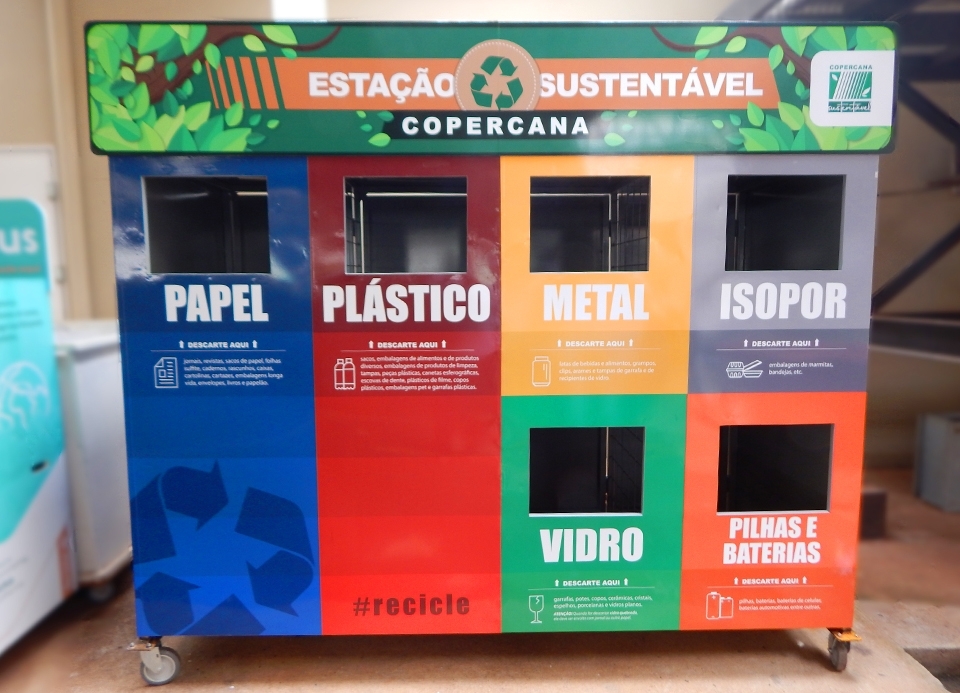 ESTAÇÃO SUSTENTÁVEL
COPERCANA
COPERCANA
sustentável
us
PAPEL
DESCARTE AQUI
jornais, revistas, sacos de papel, folhas
sulfite, cadernos, rascunhos, caixas,
cartolinas, cartazes, embalagens longa
vida, envelopes, livros e papelão.
PLÁSTICO
DESCARTE AQUI
sacos, embalagens de alimentos e de produtos
diversos, embalagens de produtos de limpeza,
tampas, peças plásticas, canetas esferográficas,
escovas de dente, plásticos de filme, copos
plásticos, embalagens pet e garrafas plásticas.
METAL
DESCARTE AQUI
latas de bebidas e alimentos, grampos,
clips, arames e tampas de garrafa e de
recipientes de vidro.
ISOPOR
DESCARTE AQUI
embalagens de marmitas,
bandejas, etc.
VIDRO
DESCARTE AQUI
garrafas, potes, copos, cerâmicas, cristais,
espelhos, porcelanas e vidros planos.
PILHAS E
BATERIAS
DESCARTE AQUI
pilhas, baterias, baterias de celular,
baterias automotivas entre outras.
#recicle